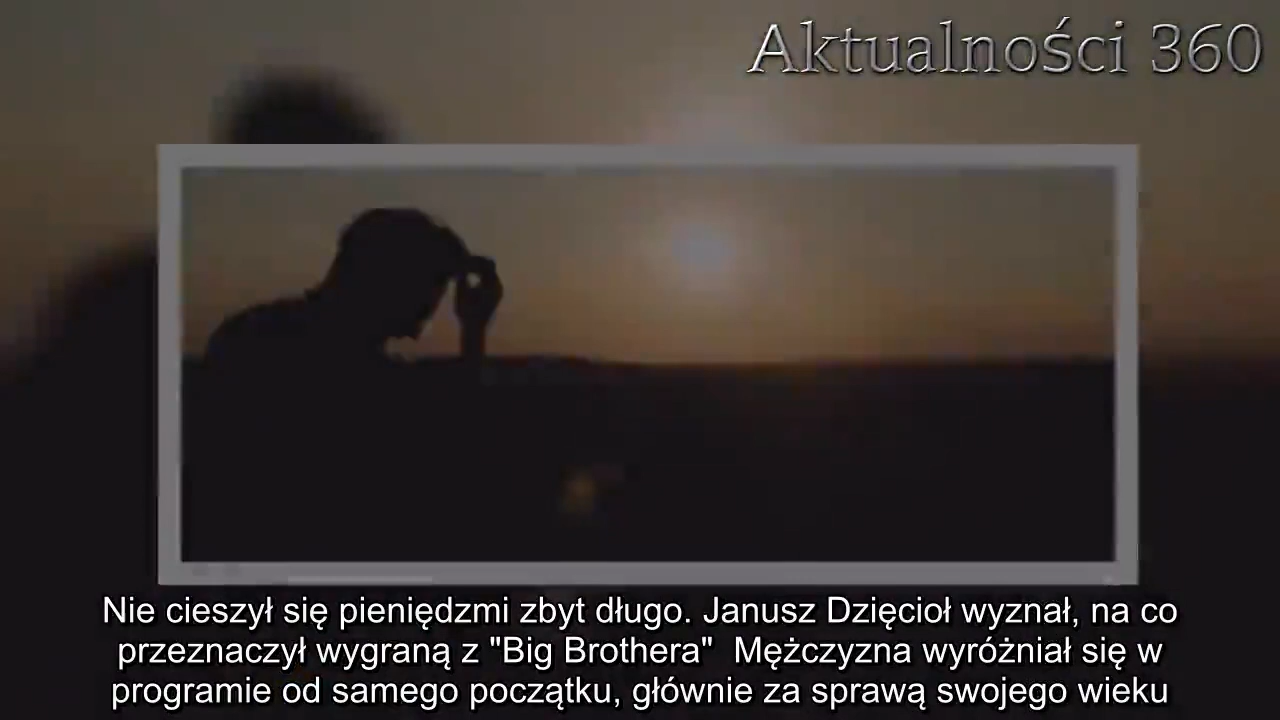 Aktualności 360
Nie cieszył się pieniędzmi zbyt długo. Janusz Dzięcioł wyznał, na co
przeznaczył wygraną z "Big Brothera"  Mężczyzna wyróżniał się w
programie od samego początku, głównie za sprawą swojego wieku